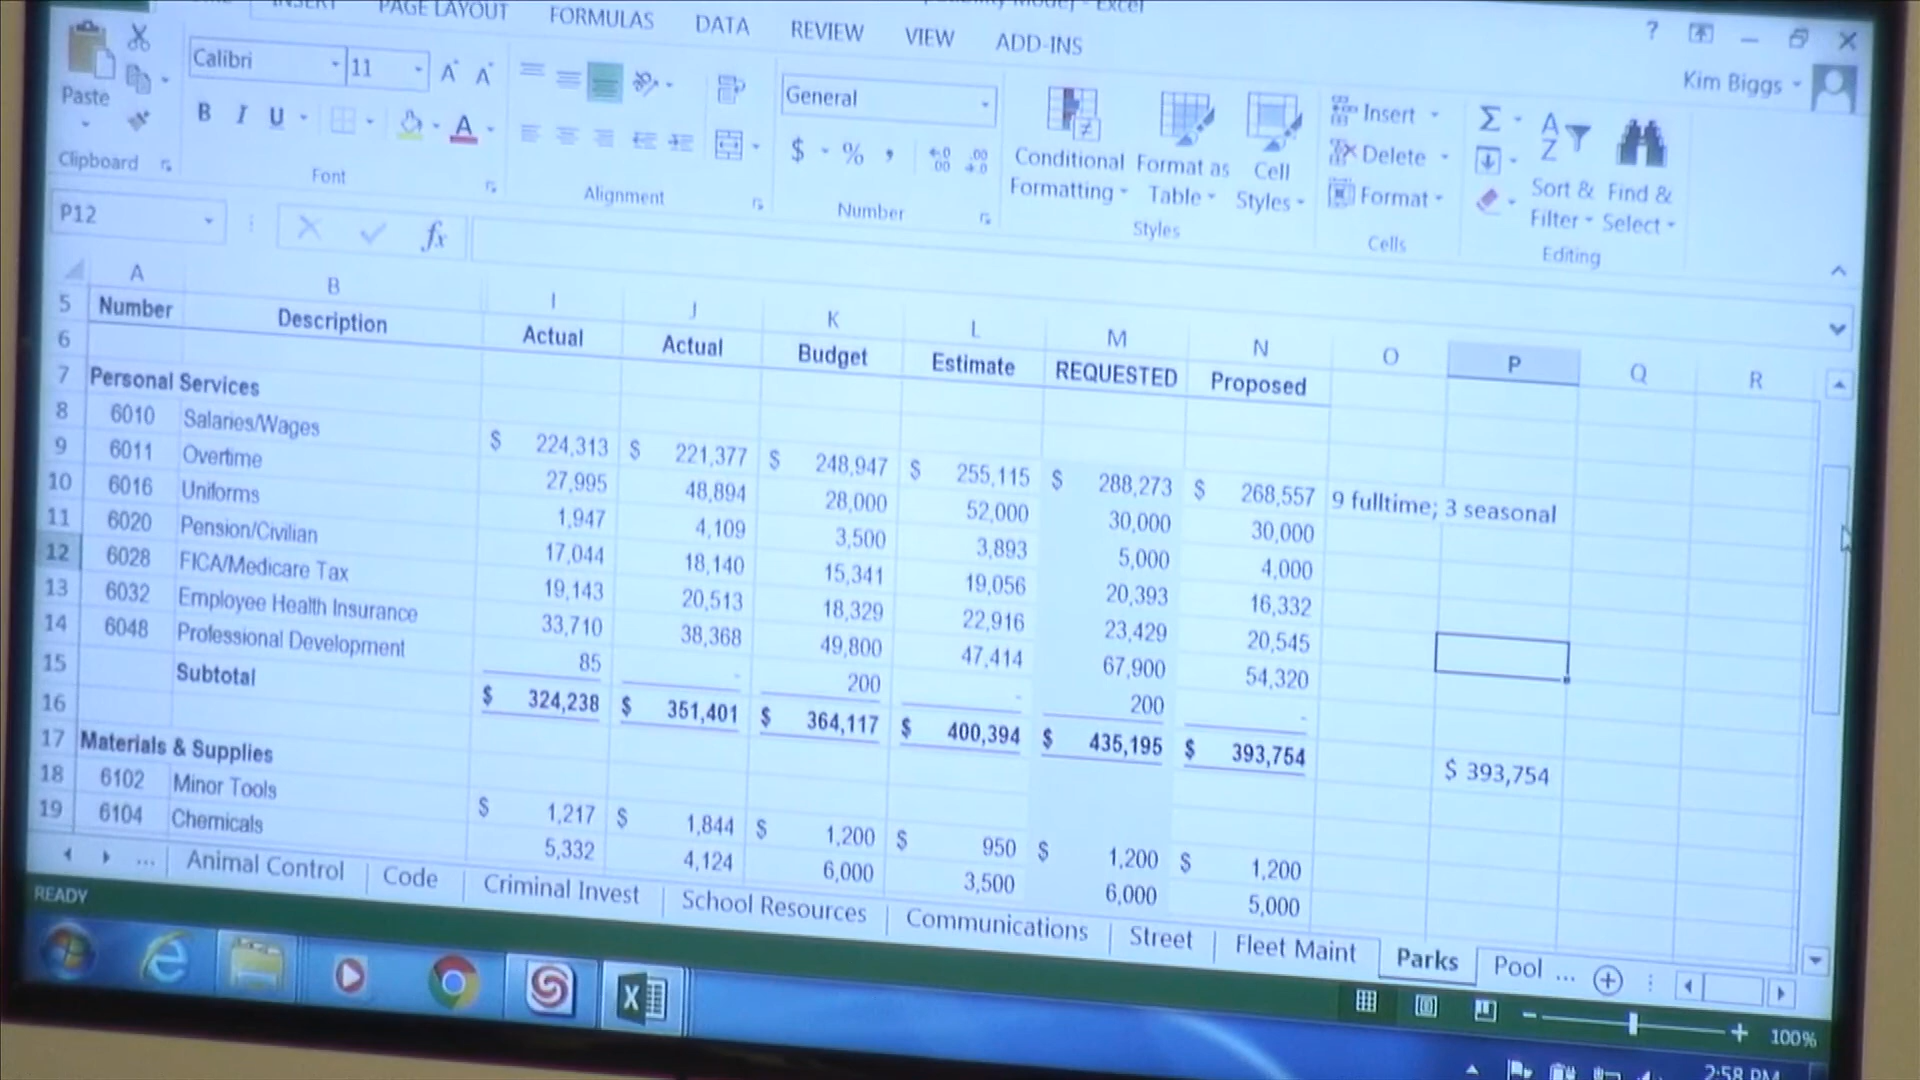 INSERT PAGE LAYOUT FORMULAS DATA REVIEW VIEW ADD-INS
Excel
Kim Biggs
Paste
Clipboard
Calibri 11
B I U
Font
Alignment
General
$ % ,
Number
Conditional Formatting
Format as Table
Cell Styles
Styles
Insert
Delete
Format
Cells
Sort & Filter
Find & Select
Editing
P12 fx
A B I J K L M N O P Q R
5 Number Description Actual Actual Budget Estimate REQUESTED Proposed
6
7 Personal Services
8 6010 Salaries/Wages $ 224,313 $ 221,377 $ 248,947 $ 255,115 $ 288,273 $ 268,557 9 fulltime; 3 seasonal
9 6011 Overtime 27,995 48,894 28,000 52,000 30,000 30,000
10 6016 Uniforms 1,947 4,109 3,500 3,893 5,000 4,000
11 6020 Pension/Civilian 17,044 18,140 15,341 19,056 20,393 16,332
12 6028 FICA/Medicare Tax 19,143 20,513 18,329 22,916 23,429 20,545
13 6032 Employee Health Insurance 33,710 38,368 49,800 47,414 67,900 54,320
14 6048 Professional Development 85 - 200 - 200 -
15 Subtotal $ 324,238 $ 351,401 $ 364,117 $ 400,394 $ 435,195 $ 393,754 $ 393,754
16
17 Materials & Supplies
18 6102 Minor Tools $ 1,217 $ 1,844 $ 1,200 $ 950 $ 1,200 $ 1,200
19 6104 Chemicals 5,332 4,124 6,000 3,500 6,000 5,000
... Animal Control Code Criminal Invest School Resources Communications Street Fleet Maint Parks Pool ...
READY
100%
2:58 PM